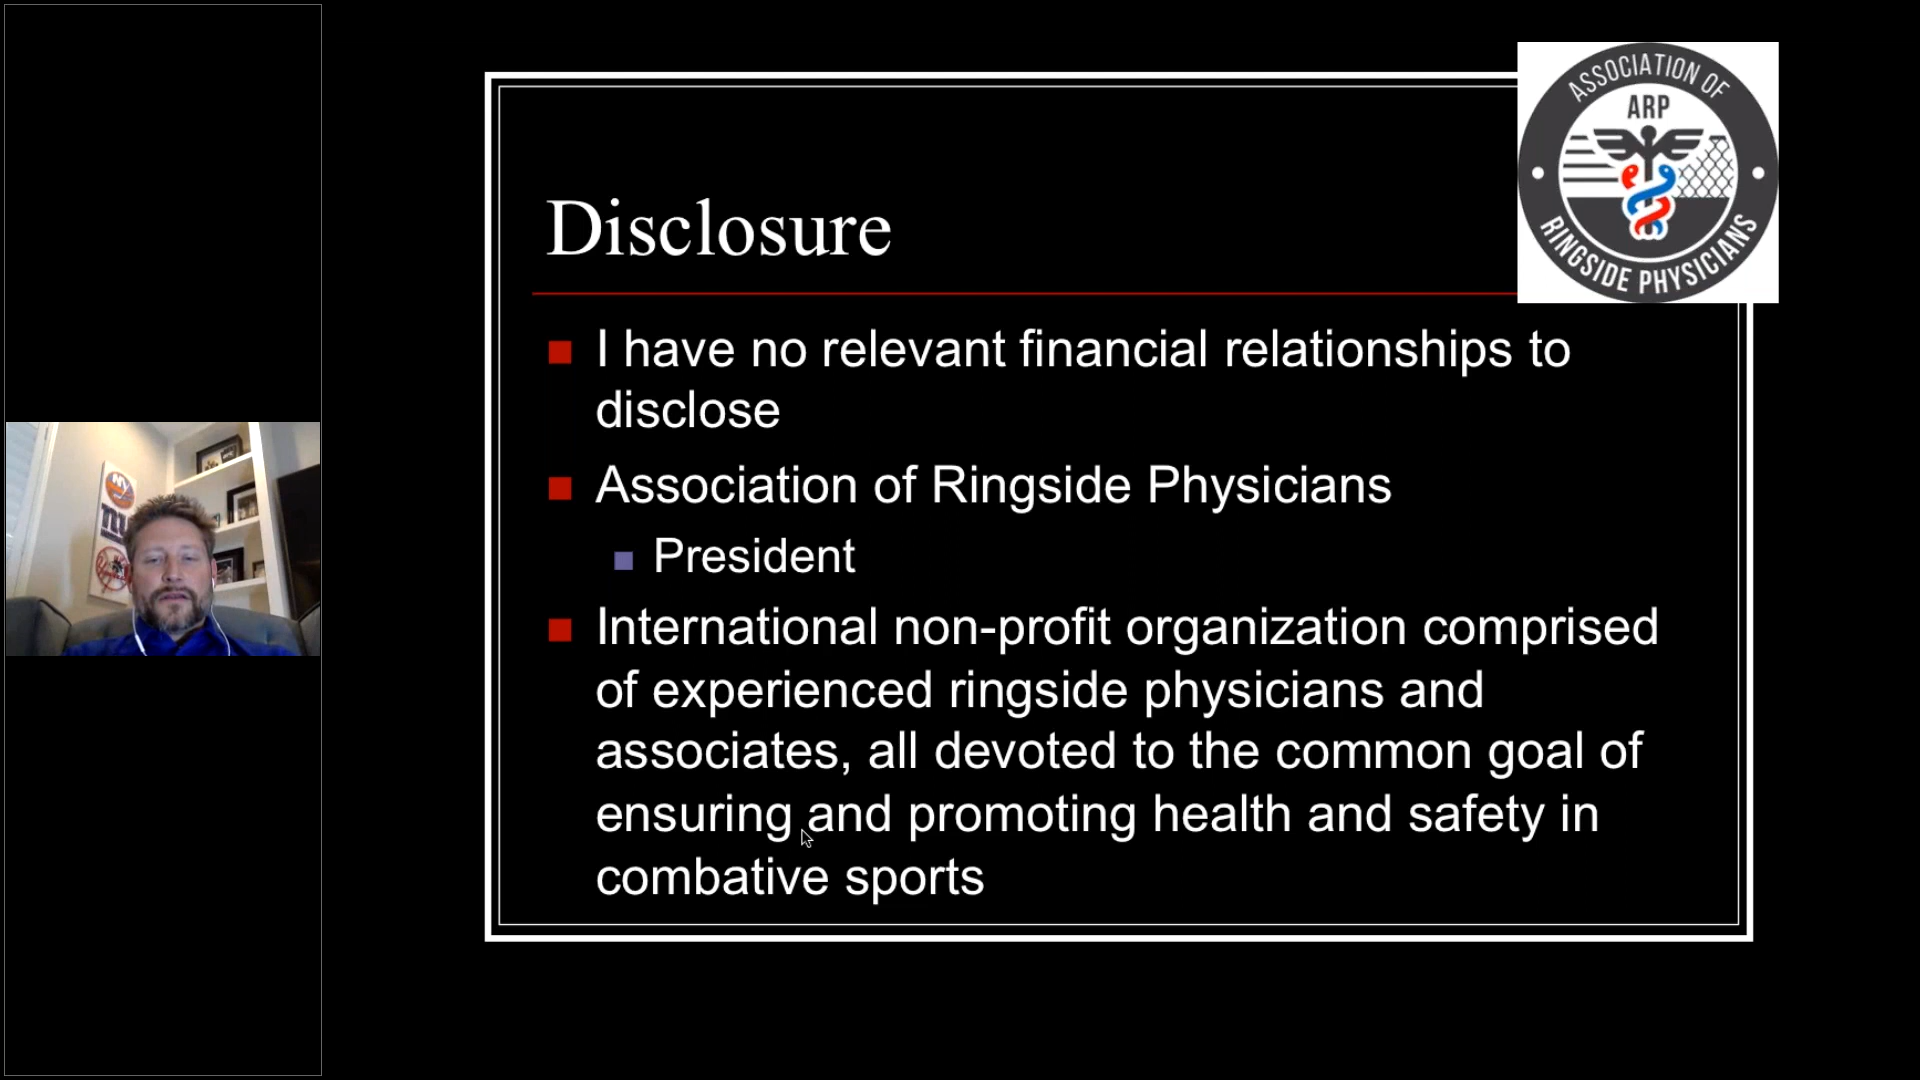 ASSOCIATION OF
ARP
RINGSIDE PHYSICIANS
Disclosure
I have no relevant financial relationships to
disclose
Association of Ringside Physicians
President
International non-profit organization comprised
of experienced ringside physicians and
associates, all devoted to the common goal of
ensuring and promoting health and safety in
combative sports
NY